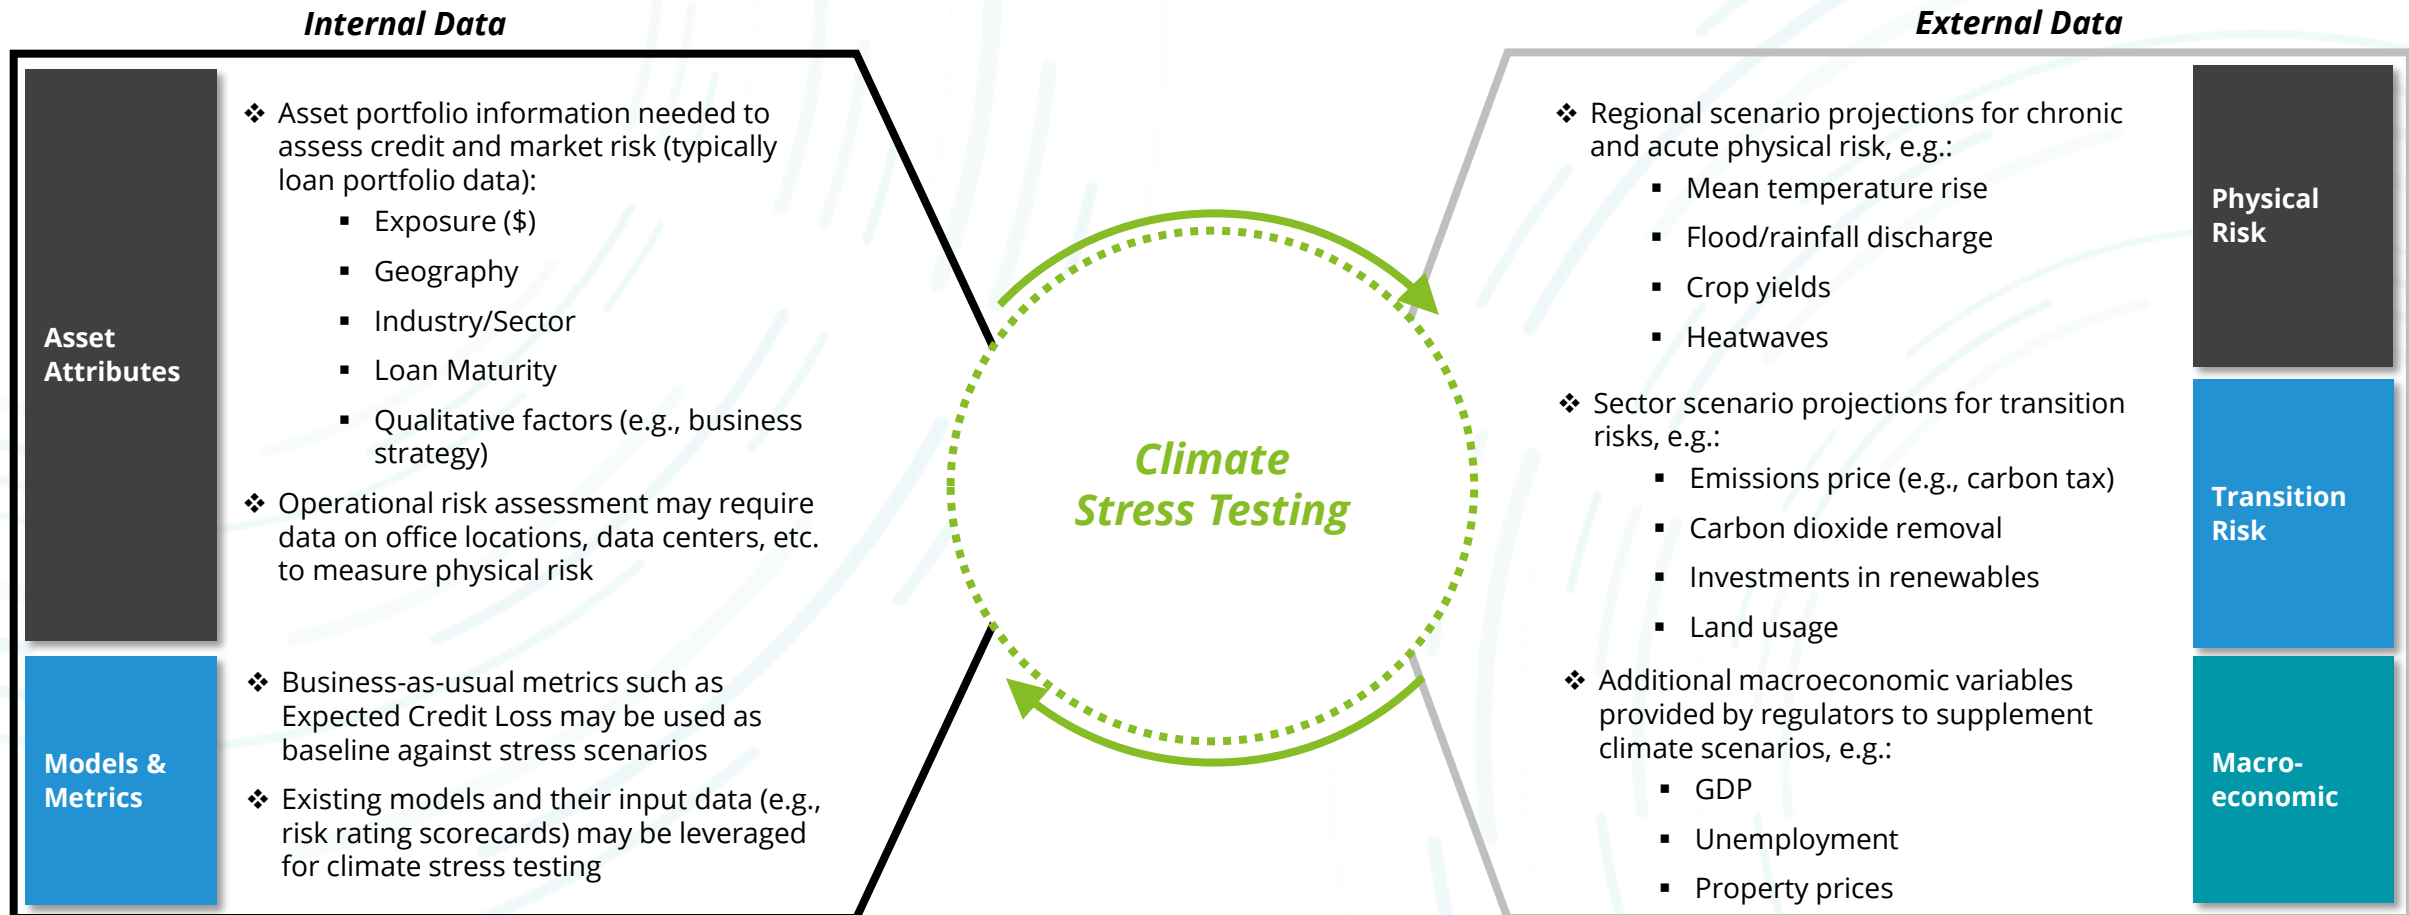 Internal Data
Asset
Attributes
❖ Asset portfolio information needed to
assess credit and market risk (typically
loan portfolio data):
▪ Exposure ($)
▪ Geography
▪ Industry/Sector
▪ Loan Maturity
▪ Qualitative factors (e.g., business
strategy)
❖ Operational risk assessment may require
data on office locations, data centers, etc.
to measure physical risk
Models &
Metrics
❖ Business-as-usual metrics such as
Expected Credit Loss may be used as
baseline against stress scenarios
❖ Existing models and their input data (e.g.,
risk rating scorecards) may be leveraged
for climate stress testing
Climate
Stress Testing
External Data
❖ Regional scenario projections for chronic
and acute physical risk, e.g.:
▪ Mean temperature rise
▪ Flood/rainfall discharge
▪ Crop yields
▪ Heatwaves
Physical
Risk
❖ Sector scenario projections for transition
risks, e.g.:
▪ Emissions price (e.g., carbon tax)
▪ Carbon dioxide removal
▪ Investments in renewables
▪ Land usage
Transition
Risk
❖ Additional macroeconomic variables
provided by regulators to supplement
climate scenarios, e.g.:
▪ GDP
▪ Unemployment
▪ Property prices
Macro-
economic